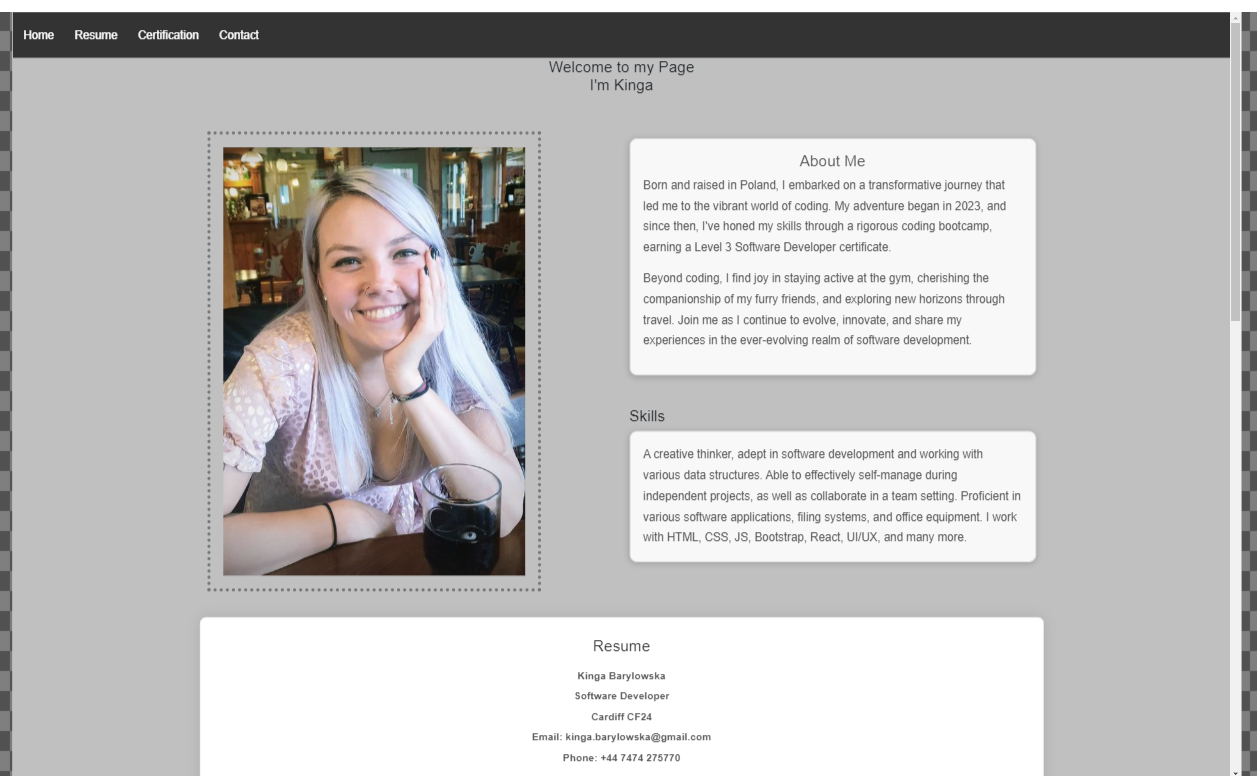 Home Resume Certification Contact
Welcome to my Page
I'm Kinga
About Me
Born and raised in Poland, I embarked on a transformative journey that
led me to the vibrant world of coding. My adventure began in 2023, and
since then, I've honed my skills through a rigorous coding bootcamp,
earning a Level 3 Software Developer certificate.
Beyond coding, I find joy in staying active at the gym, cherishing the
companionship of my furry friends, and exploring new horizons through
travel. Join me as I continue to evolve, innovate, and share my
experiences in the ever-evolving realm of software development.
Skills
A creative thinker, adept in software development and working with
various data structures. Able to effectively self-manage during
independent projects, as well as collaborate in a team setting. Proficient in
various software applications, filing systems, and office equipment. I work
with HTML, CSS, JS, Bootstrap, React, UI/UX, and many more.
Resume
Kinga Barylowska
Software Developer
Cardiff CF24
Email: kinga.barylowska@gmail.com
Phone: +44 7474 275770